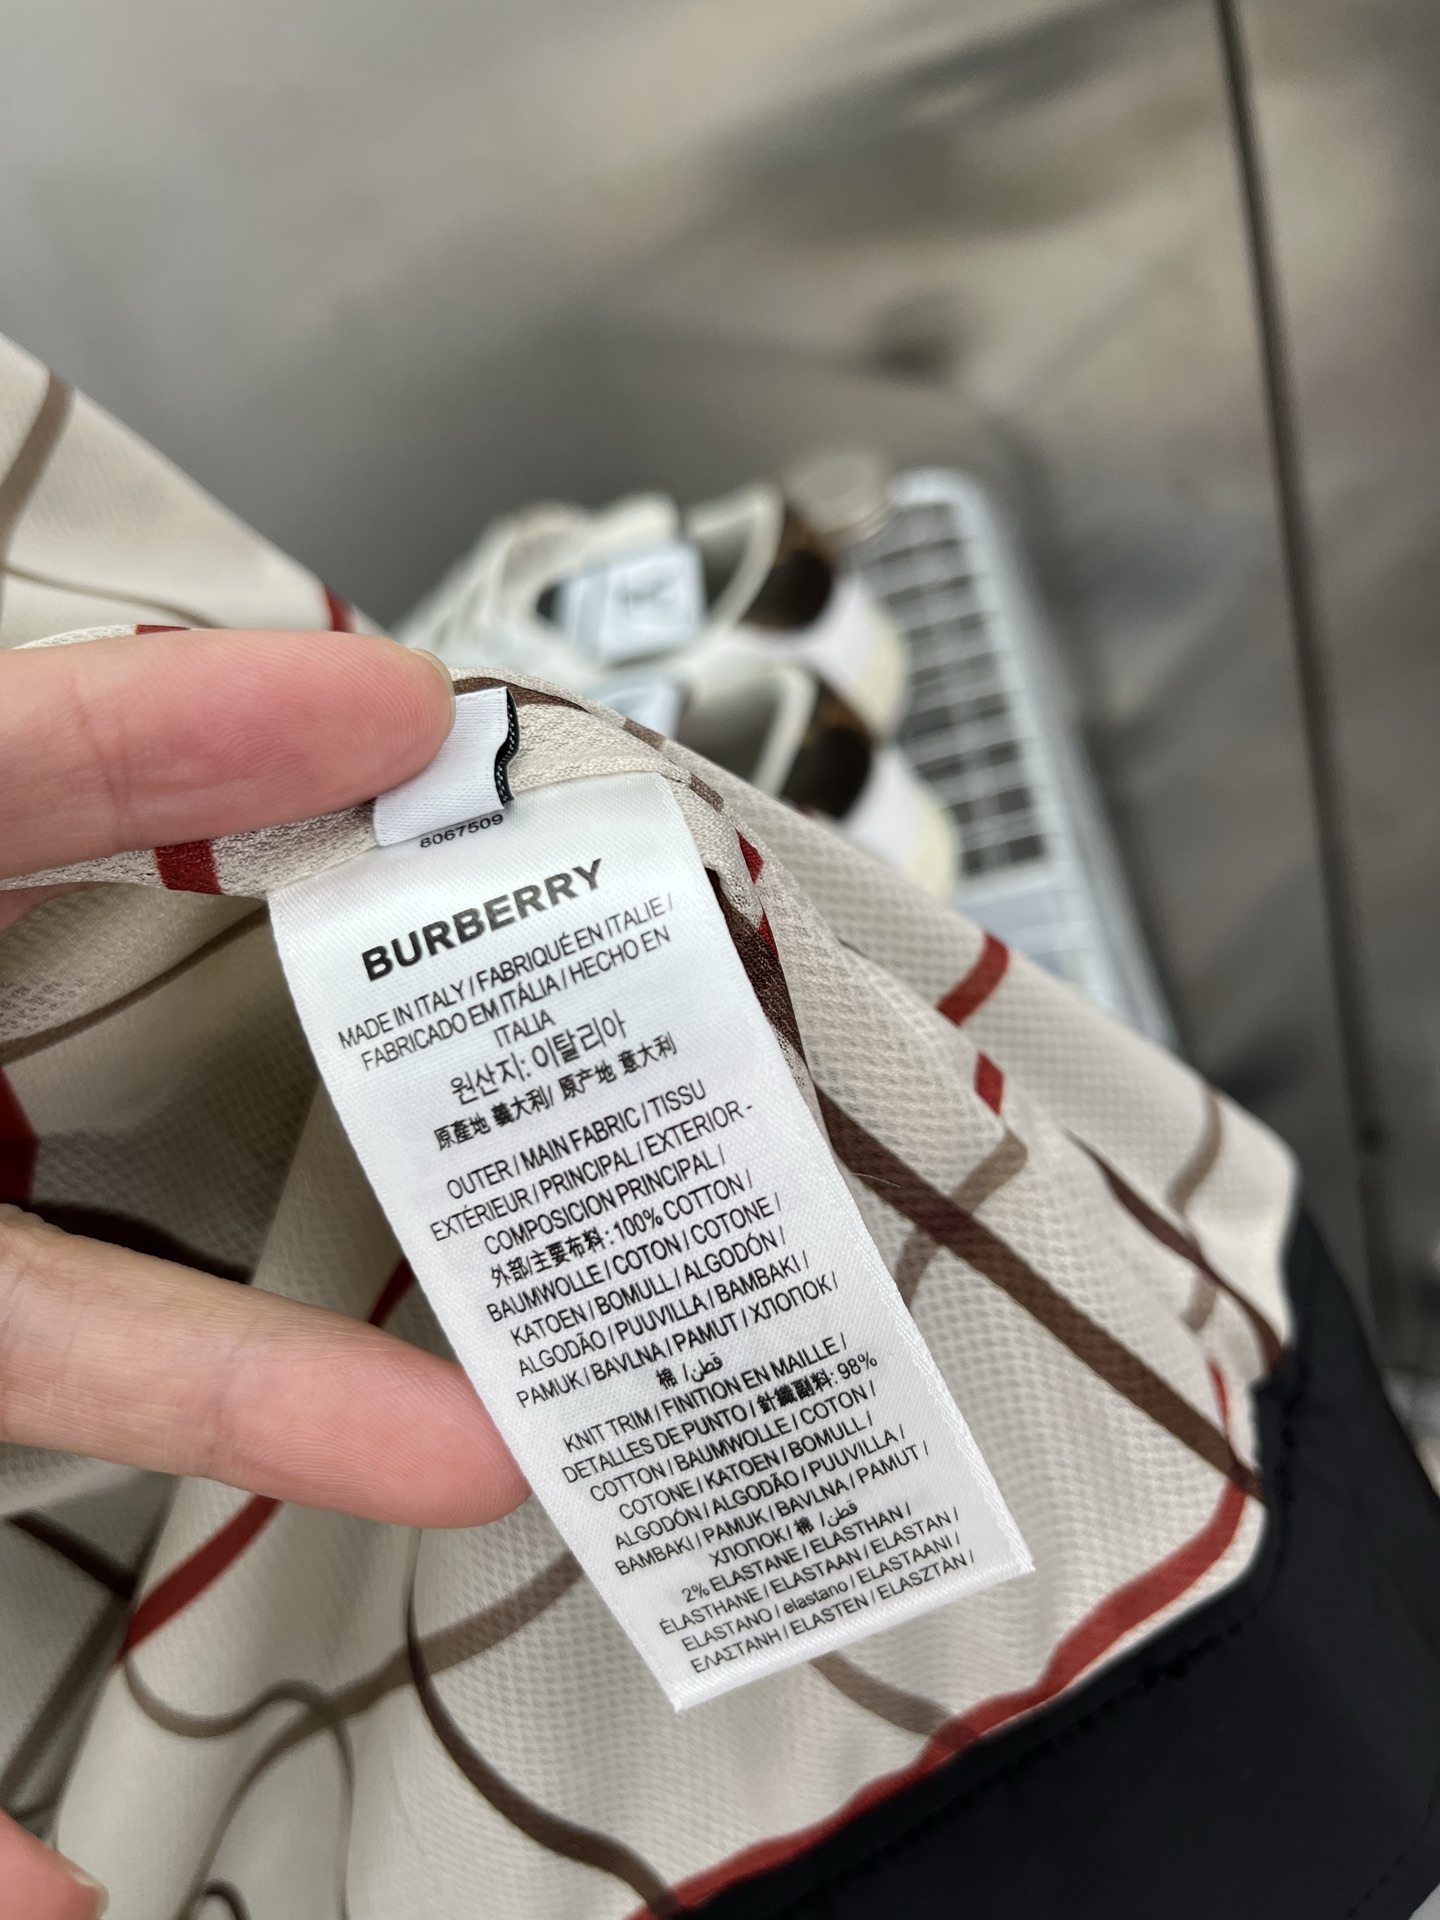 8067509
BURBERRY
MADE IN ITALY / FABRIQUÉ EN ITALIE /
FABRICADO EM ITÁLIA / HECHO EN
ITALIA
원산지: 이탈리아
原產地 義大利/ 原产地 意大利
OUTER / MAIN FABRIC / TISSU
EXTÉRIEUR / PRINCIPAL / EXTERIOR -
COMPOSICION PRINCIPAL /
外部/主要布料: 100% COTTON /
BAUMWOLLE / COTON / COTONE /
KATOEN / BOMULL / ALGODÓN /
ALGODÃO / PUUVILLA / BAMBAKI /
PAMUK / BAVLNA / PAMUT / ХЛОПОК /
棉 / قطن
KNIT TRIM / FINITION EN MAILLE /
DETALLES DE PUNTO / 針織副料: 98%
COTTON / BAUMWOLLE / COTON /
COTONE / KATOEN / BOMULL /
ALGODÓN / ALGODÃO / PUUVILLA /
BAMBAKI / PAMUK / BAVLNA / PAMUT /
ХЛОПОК / 棉 / قطن
2% ELASTANE / ELASTHAN /
ÉLASTHANE / ELASTAAN / ELASTAN /
ELASTANO / elastano / ELASTAANI /
ΕΛΑΣΤΑΝΗ / ELASTEN / ELASZTÁN /